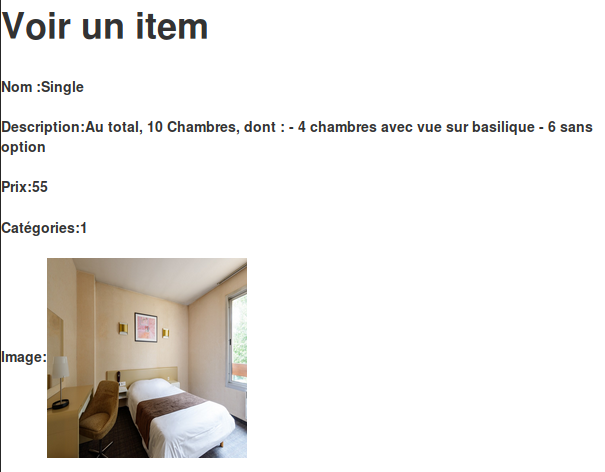 Voir un item
Nom :Single
Description:Au total, 10 Chambres, dont : - 4 chambres avec vue sur basilique - 6 sans
option
Prix:55
Catégories:1
Image: